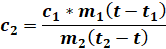 c₂ = (c₁ * m₁(t − t₁)) / (m₂(t₂ − t))